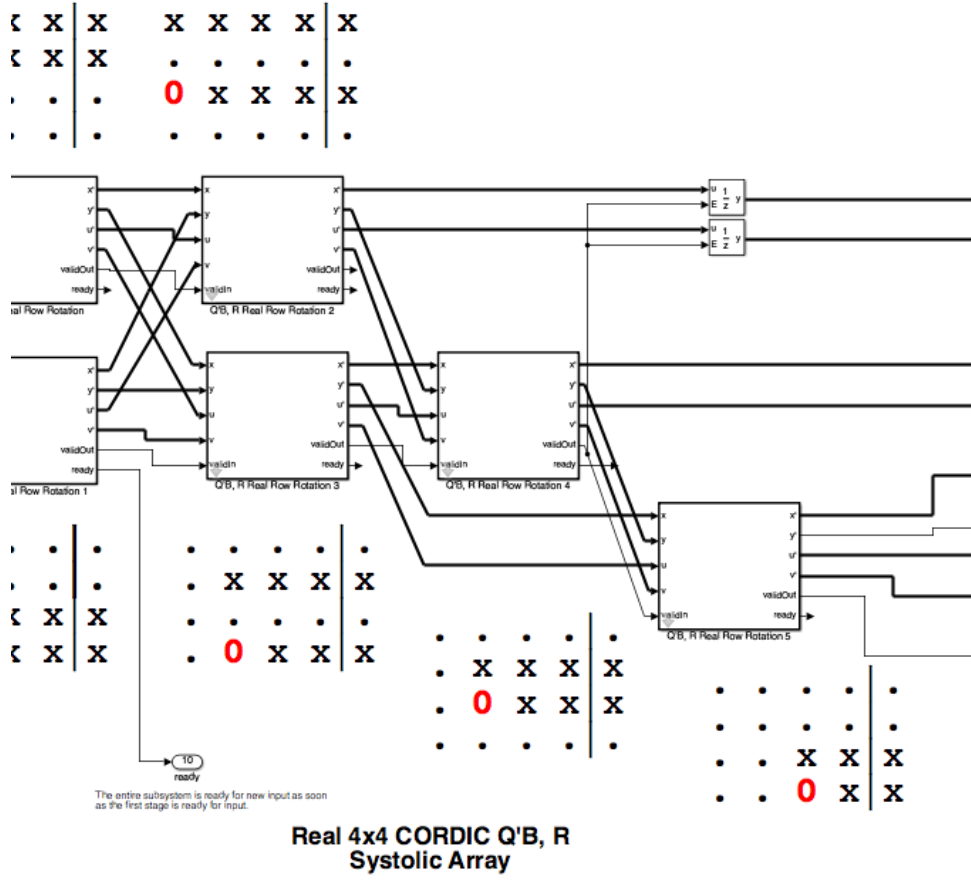 X X | X
X X | X
. . | .
. . | .
X X X X | X
. . . . | .
0 X X X | X
. . . . | .
x'
y'
u'
v'
validOut
ready
al Row Rotation
x
y
u
v
validIn
x'
y'
u'
v'
validOut
ready
Q'B, R Real Row Rotation 2
u
E
1
z
y
u
E
1
z
y
x'
y'
u'
v'
validOut
ready
al Row Rotation 1
x
y
u
v
validIn
x'
y'
u'
v'
validOut
ready
Q'B, R Real Row Rotation 3
x
y
u
v
validIn
x'
y'
u'
v'
validOut
ready
Q'B, R Real Row Rotation 4
x
y
u
v
validIn
x'
y'
u'
v'
validOut
ready
Q'B, R Real Row Rotation 5
. . | .
. . | .
X X | X
X X | X
. . . . | .
. X X X | X
. . . . | .
. 0 X X | X
. . . . | .
. X X X | X
. 0 X X | X
. . . . | .
. . . . | .
. . . . | .
. . X X | X
. . 0 X | X
10
ready
The entire subsystem is ready for new input as soon
as the first stage is ready for input.
Real 4x4 CORDIC Q'B, R
Systolic Array